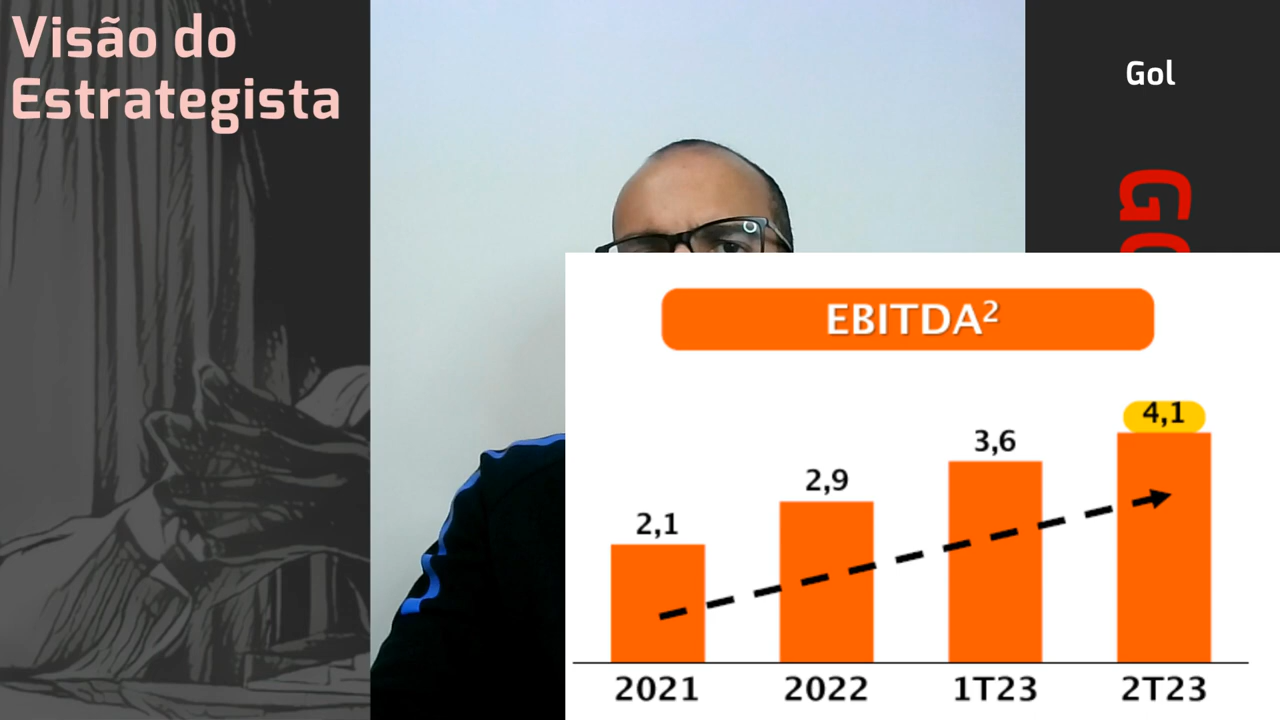 Visão do
Estrategista
Gol
EBITDA²
2,1
2,9
3,6
4,1
2021
2022
1T23
2T23